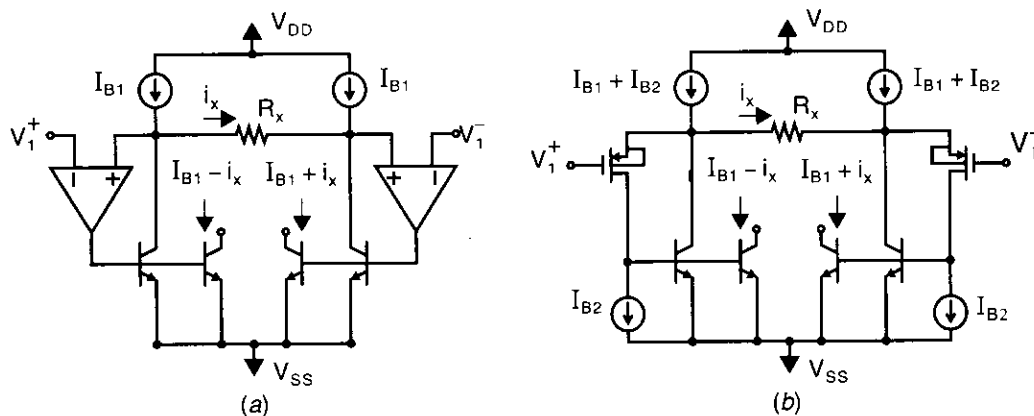 V_DD
I_B1
I_B1
i_x
R_x
V_1^+
V_1^-
− +
+ −
I_B1 − i_x
I_B1 + i_x
V_SS
(a)
V_DD
I_B1 + I_B2
I_B1 + I_B2
i_x
R_x
V_1^+
V_1^-
I_B1 − i_x
I_B1 + i_x
I_B2
I_B2
V_SS
(b)